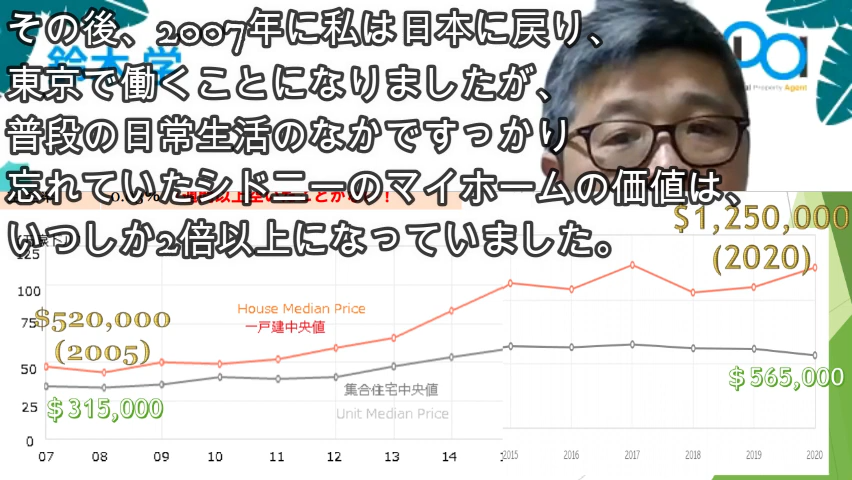 その後、2007年に私は日本に戻り、
東京で働くことになりましたが、
普段の日常生活のなかですっかり
忘れていたシドニーのマイホームの価値は、
いつしか2倍以上になっていました。
鈴木 学
Property Agent
$1,250,000
(2020)
125
100
75
50
25
0
$520,000
(2005)
House Median Price
一戸建中央値
$315,000
集合住宅中央値
Unit Median Price
$565,000
07 08 09 10 11 12 13 14
2015 2016 2017 2018 2019 2020